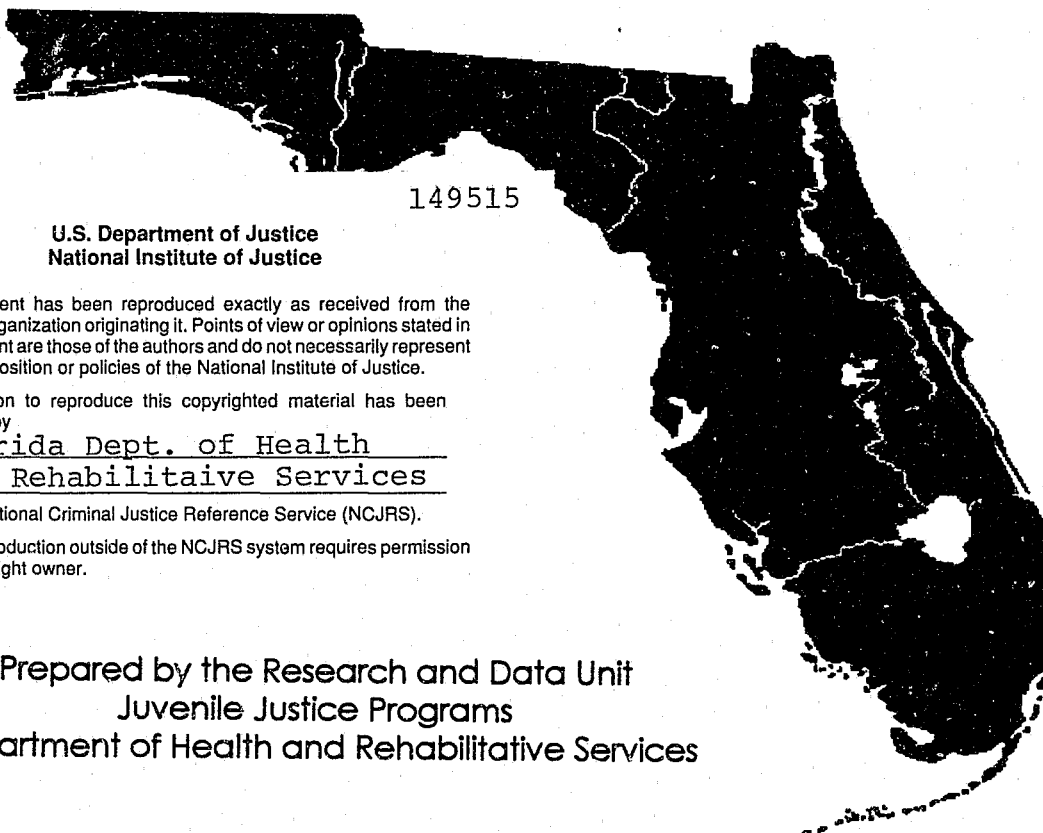 149515
U.S. Department of Justice
National Institute of Justice
ent has been reproduced exactly as received from the
ganization originating it. Points of view or opinions stated in
nt are those of the authors and do not necessarily represent
osition or policies of the National Institute of Justice.
on to reproduce this copyrighted material has been
y
rida Dept. of Health
Rehabilitaive Services
tional Criminal Justice Reference Service (NCJRS).
oduction outside of the NCJRS system requires permission
ght owner.
Prepared by the Research and Data Unit
Juvenile Justice Programs
artment of Health and Rehabilitative Services